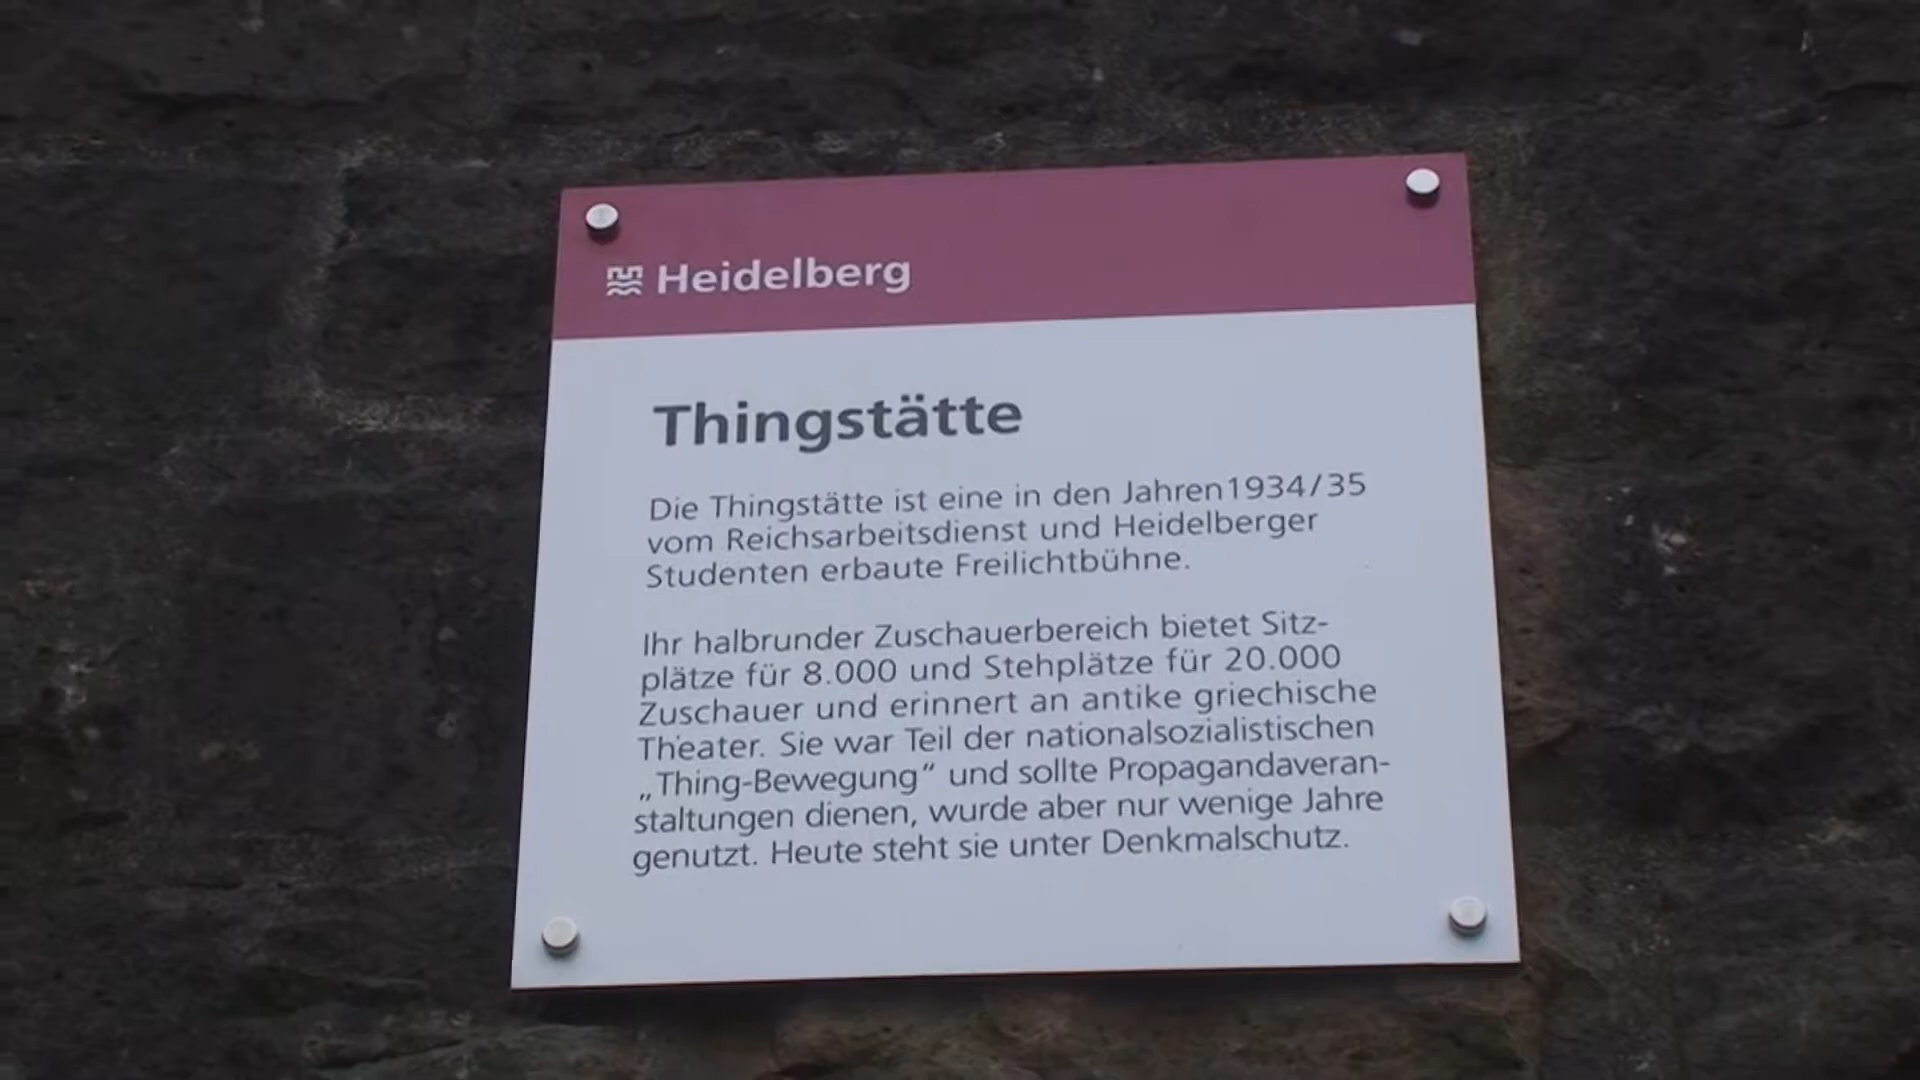 Heidelberg
Thingstätte
Die Thingstätte ist eine in den Jahren1934/35
vom Reichsarbeitsdienst und Heidelberger
Studenten erbaute Freilichtbühne.
Ihr halbrunder Zuschauerbereich bietet Sitz-
plätze für 8.000 und Stehplätze für 20.000
Zuschauer und erinnert an antike griechische
Theater. Sie war Teil der nationalsozialistischen
„Thing-Bewegung“ und sollte Propagandaveran-
staltungen dienen, wurde aber nur wenige Jahre
genutzt. Heute steht sie unter Denkmalschutz.